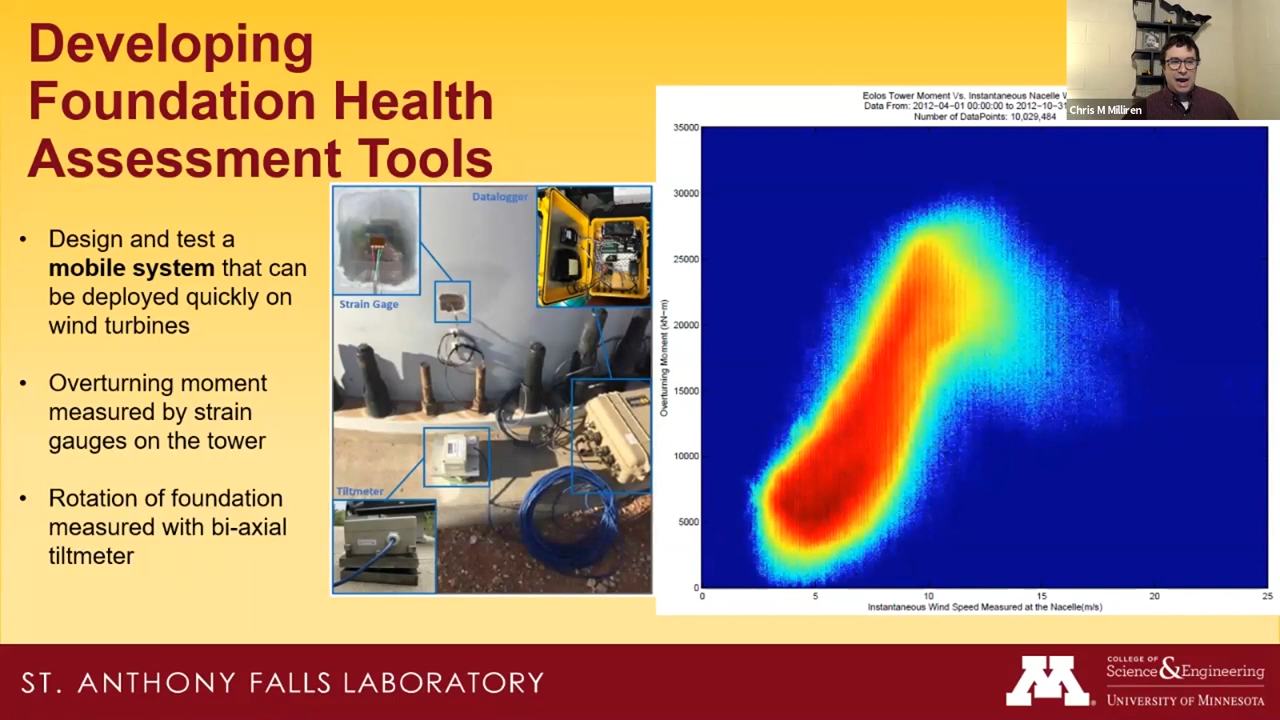 Developing
Foundation Health
Assessment Tools
• Design and test a
mobile system that can
be deployed quickly on
wind turbines
• Overturning moment
measured by strain
gauges on the tower
• Rotation of foundation
measured with bi-axial
tiltmeter
Strain Gage
Datalogger
Tiltmeter
Eolos Tower Moment Vs. Instantaneous Nacelle
Data From: 2012-04-01 00:00:00 to 2012-10-31
Number of DataPoints: 10,029,484
Chris M Milliren
35000
30000
25000
20000
15000
10000
5000
0
Overturning Moment (kN-m)
0 5 10 15 20 25
Instantaneous Wind Speed Measured at the Nacelle(m/s)
ST. ANTHONY FALLS LABORATORY
M
COLLEGE OF
Science & Engineering
UNIVERSITY OF MINNESOTA